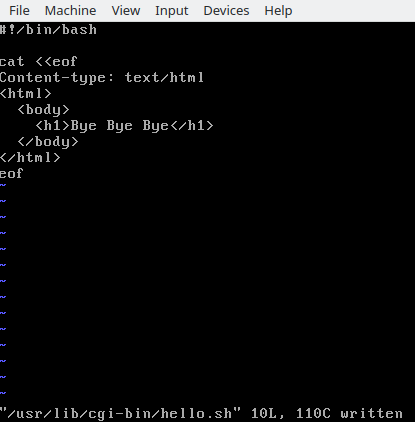 File Machine View Input Devices Help
#!/bin/bash

cat <<eof
Content-type: text/html
<html>
  <body>
    <h1>Bye Bye Bye</h1>
  </body>
</html>
eof
~
~
~
~
~
~
~
~
~
~
~
~
~
~
"/usr/lib/cgi-bin/hello.sh" 10L, 110C written